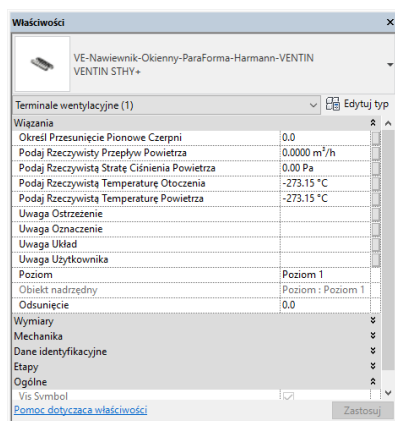 Właściwości ×
VE-Nawiewnik-Okienny-ParaForma-Harmann-VENTIN
VENTIN STHY+
Terminale wentylacyjne (1) Edytuj typ
Wiązania
Określ Przesunięcie Pionowe Czerpni 0.0
Podaj Rzeczywisty Przepływ Powietrza 0.0000 m³/h
Podaj Rzeczywistą Stratę Ciśnienia Powietrza 0.00 Pa
Podaj Rzeczywistą Temperaturę Otoczenia -273.15 °C
Podaj Rzeczywistą Temperaturę Powietrza -273.15 °C
Uwaga Ostrzeżenie
Uwaga Oznaczenie
Uwaga Układ
Uwaga Użytkownika
Poziom Poziom 1
Obiekt nadrzędny Poziom : Poziom 1
Odsunięcie 0.0
Wymiary
Mechanika
Dane identyfikacyjne
Etapy
Ogólne
Vis Symbol
Pomoc dotycząca właściwości Zastosuj